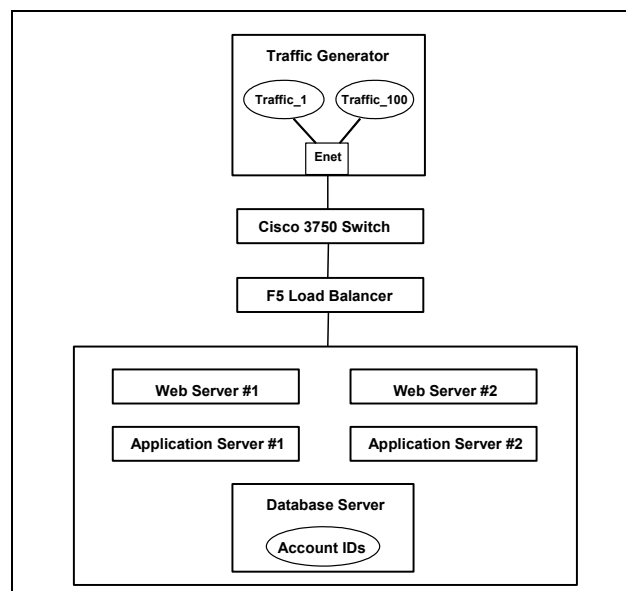 Traffic Generator
Traffic_1
Traffic_100
Enet
Cisco 3750 Switch
F5 Load Balancer
Web Server #1
Web Server #2
Application Server #1
Application Server #2
Database Server
Account IDs